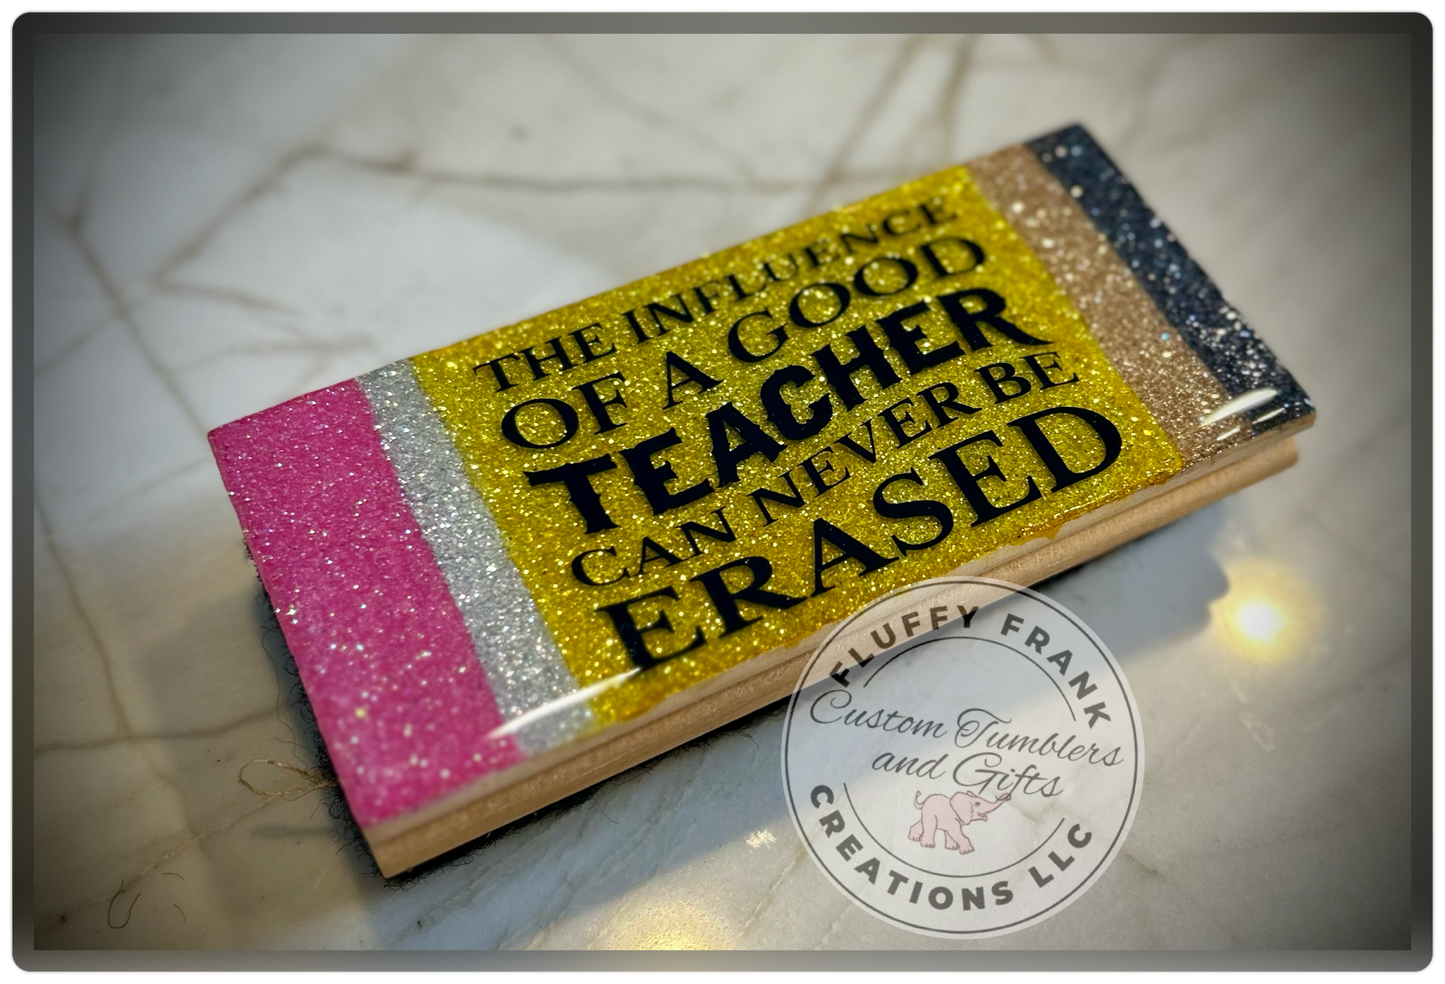 THE INFLUENCE
OF A GOOD
TEACHER
CAN NEVER BE
ERASED
FLUFFY FRANK
Custom Tumblers
and Gifts
CREATIONS LLC